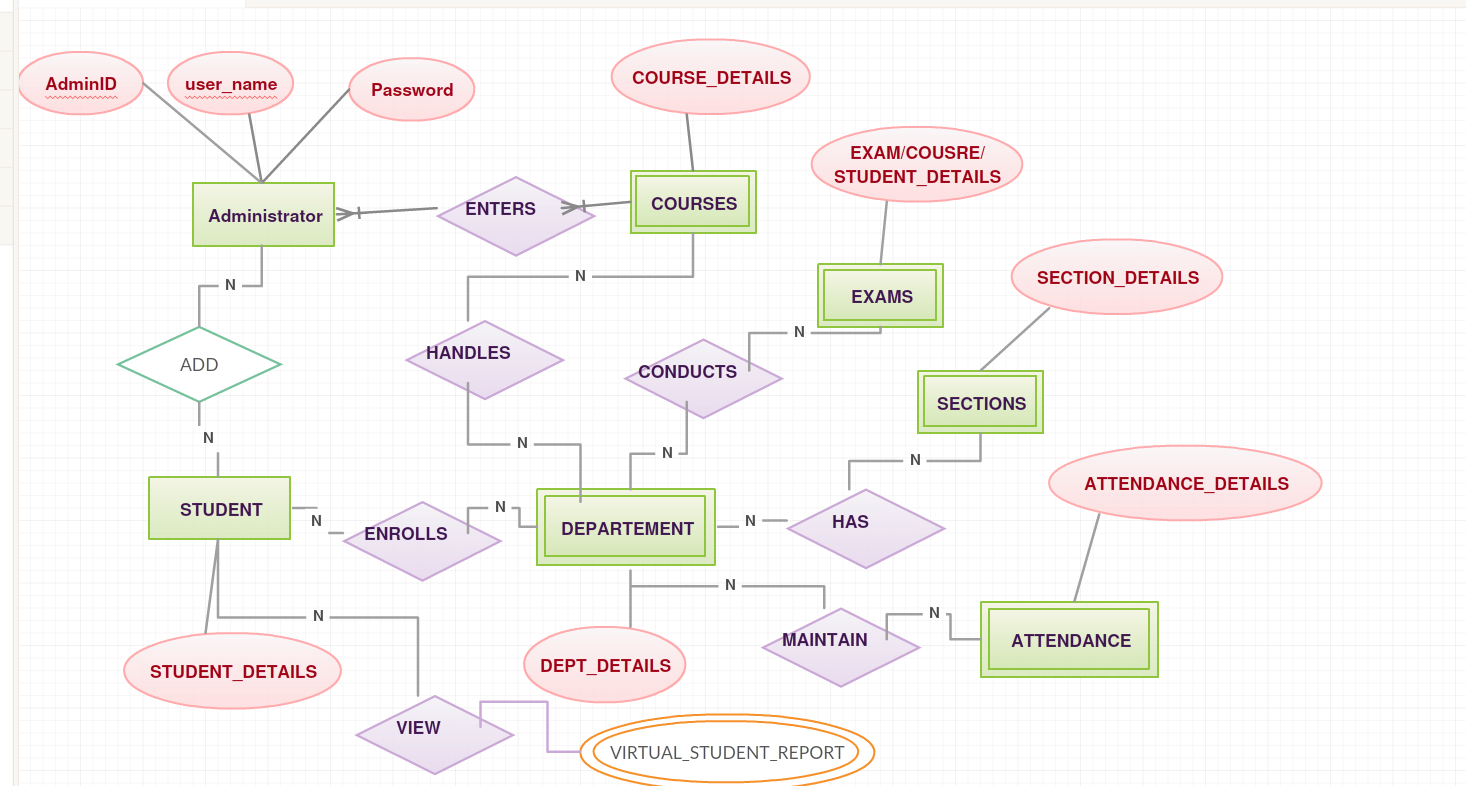 AdminID
user_name
Password
COURSE_DETAILS
EXAM/COUSRE/
STUDENT_DETAILS
Administrator
ENTERS
COURSES
SECTION_DETAILS
N
N
EXAMS
N
ADD
HANDLES
CONDUCTS
SECTIONS
N
N
N
N
ATTENDANCE_DETAILS
STUDENT
N
ENROLLS
N
DEPARTEMENT
N
HAS
N
N
N
MAINTAIN
ATTENDANCE
STUDENT_DETAILS
DEPT_DETAILS
VIEW
VIRTUAL_STUDENT_REPORT